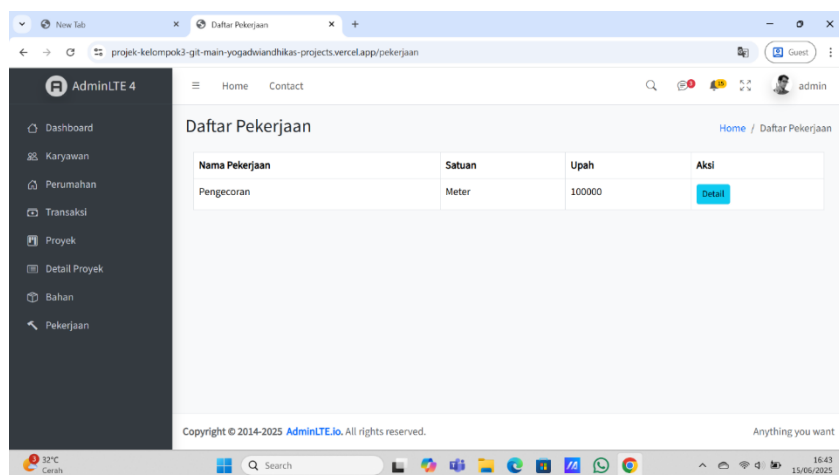 New Tab
Daftar Pekerjaan
projek-kelompok3-git-main-yogadwiandhikas-projects.vercel.app/pekerjaan
Guest
AdminLTE 4
Home Contact
3
15
admin
Dashboard
Karyawan
Perumahan
Transaksi
Proyek
Detail Proyek
Bahan
Pekerjaan
Daftar Pekerjaan
Home / Daftar Pekerjaan
Nama Pekerjaan Satuan Upah Aksi
Pengecoran Meter 100000 Detail
Copyright © 2014-2025 AdminLTE.io. All rights reserved.
Anything you want
3
32°C
Cerah
Search
16.43
15/06/2025